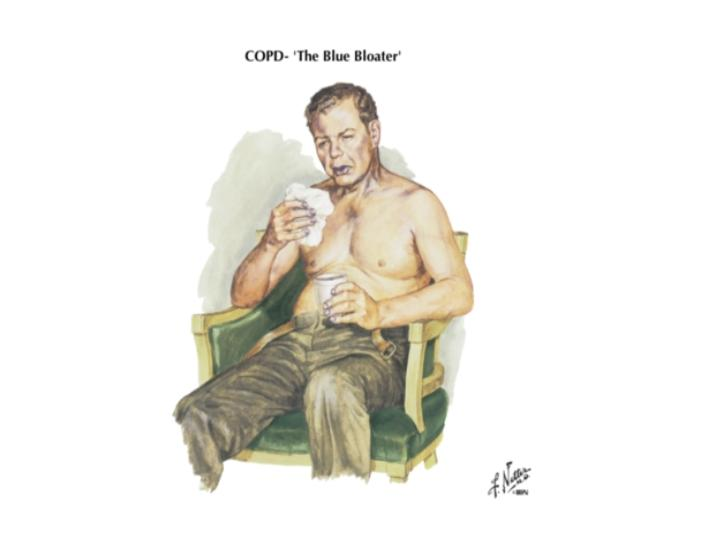 COPD- 'The Blue Bloater'
F. Netter
M.D.